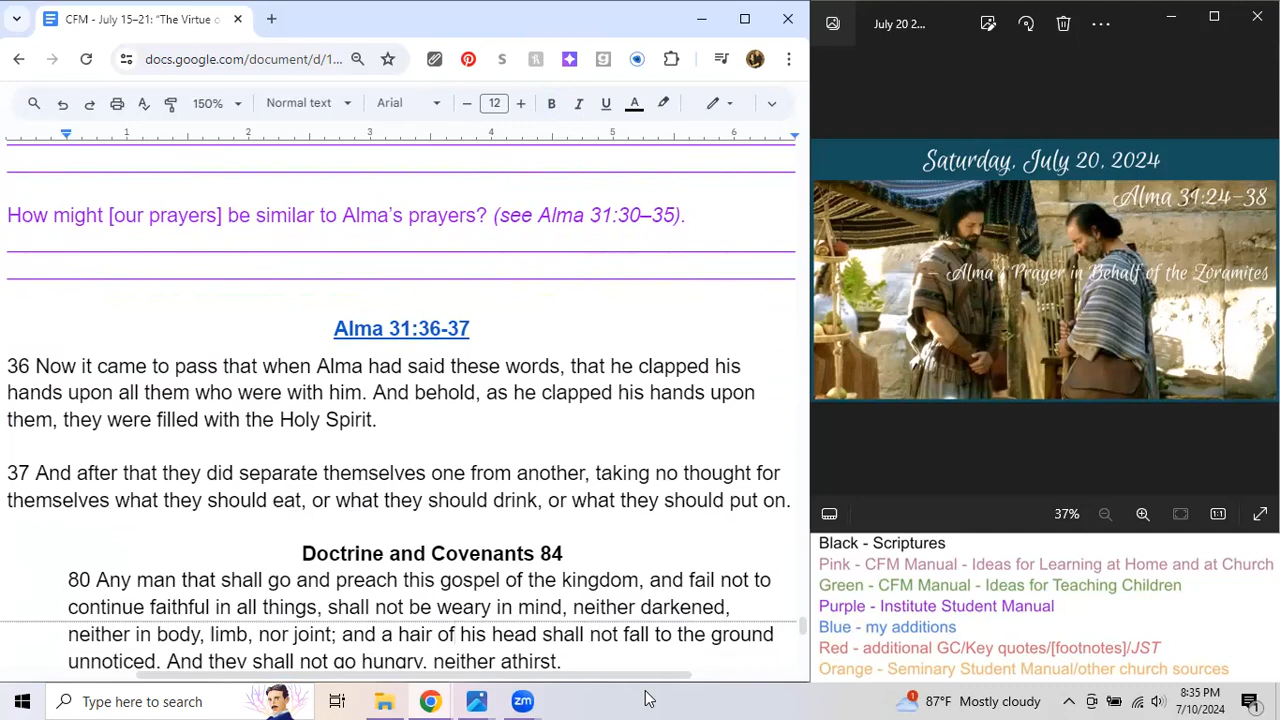 CFM - July 15–21: "The Virtue o
docs.google.com/document/d/1...
150%
Normal text
Arial
12
1 2 3 4 5 6
How might [our prayers] be similar to Alma's prayers? (see Alma 31:30–35).
Alma 31:36-37
36 Now it came to pass that when Alma had said these words, that he clapped his
hands upon all them who were with him. And behold, as he clapped his hands upon
them, they were filled with the Holy Spirit.
37 And after that they did separate themselves one from another, taking no thought for
themselves what they should eat, or what they should drink, or what they should put on.
Doctrine and Covenants 84
80 Any man that shall go and preach this gospel of the kingdom, and fail not to
continue faithful in all things, shall not be weary in mind, neither darkened,
neither in body, limb, nor joint; and a hair of his head shall not fall to the ground
unnoticed. And they shall not go hungry, neither athirst.
July 20 2...
Saturday, July 20, 2024
Alma 31:24-38
– Alma's Prayer in Behalf of the Zoramites
37%
1:1
Black - Scriptures
Pink - CFM Manual - Ideas for Learning at Home and at Church
Green - CFM Manual - Ideas for Teaching Children
Purple - Institute Student Manual
Blue - my additions
Red - additional GC/Key quotes/[footnotes]/JST
Orange - Seminary Student Manual/other church sources
Type here to search
zm
1
87°F Mostly cloudy
8:35 PM
7/10/2024
1